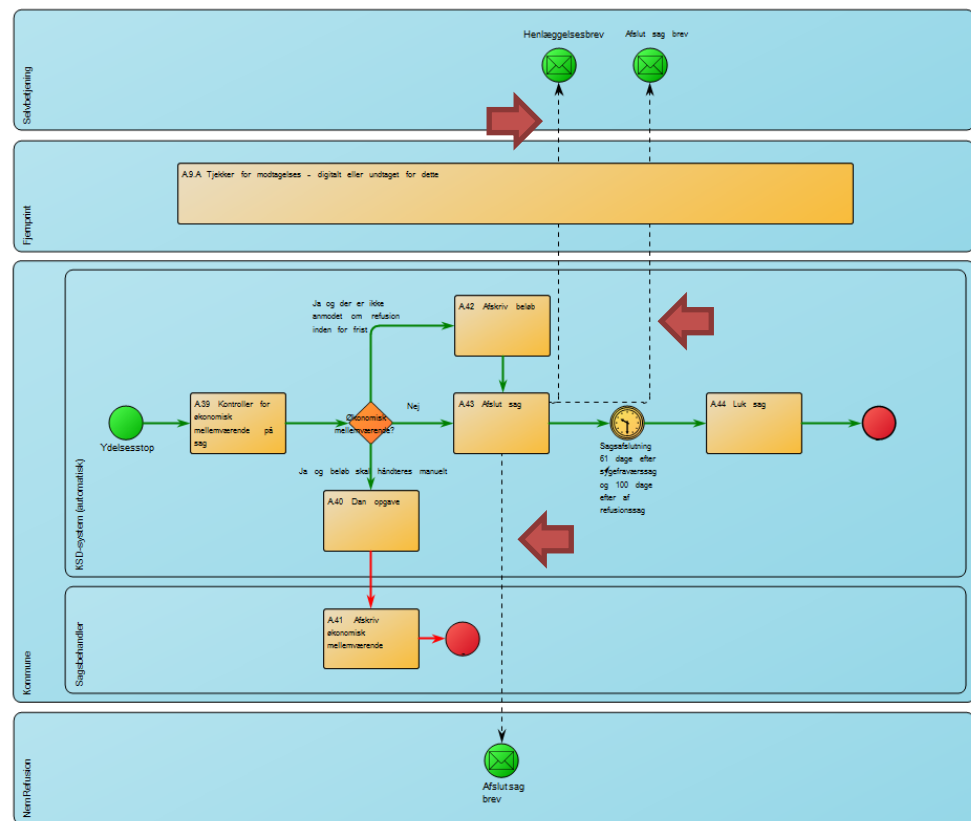 Selvbetjening
Henlæggelsesbrev
Afslut sag brev
Fjernprint
A.9.A Tjekker for modtagelses - digitalt eller undtaget for dette
Kommune
KSD-system (automatisk)
Ydelsesstop
A.39 Kontroller for
økonomisk
mellemværende på
sag
Økonomisk
mellemværende?
Ja og der er ikke
anmodet om refusion
inden for frist
Nej
Ja og beløb skal håndteres manuelt
A.42 Afskriv beløb
A.43 Afslut sag
A.40 Dan opgave
Sagsafslutning
61 dage efter
sygefraværssag
og 100 dage
efter af
refusionssag
A.44 Luk sag
Sagsbehandler
A.41 Afskriv
økonomisk
mellemværende
NemRefusion
Afslut sag
brev